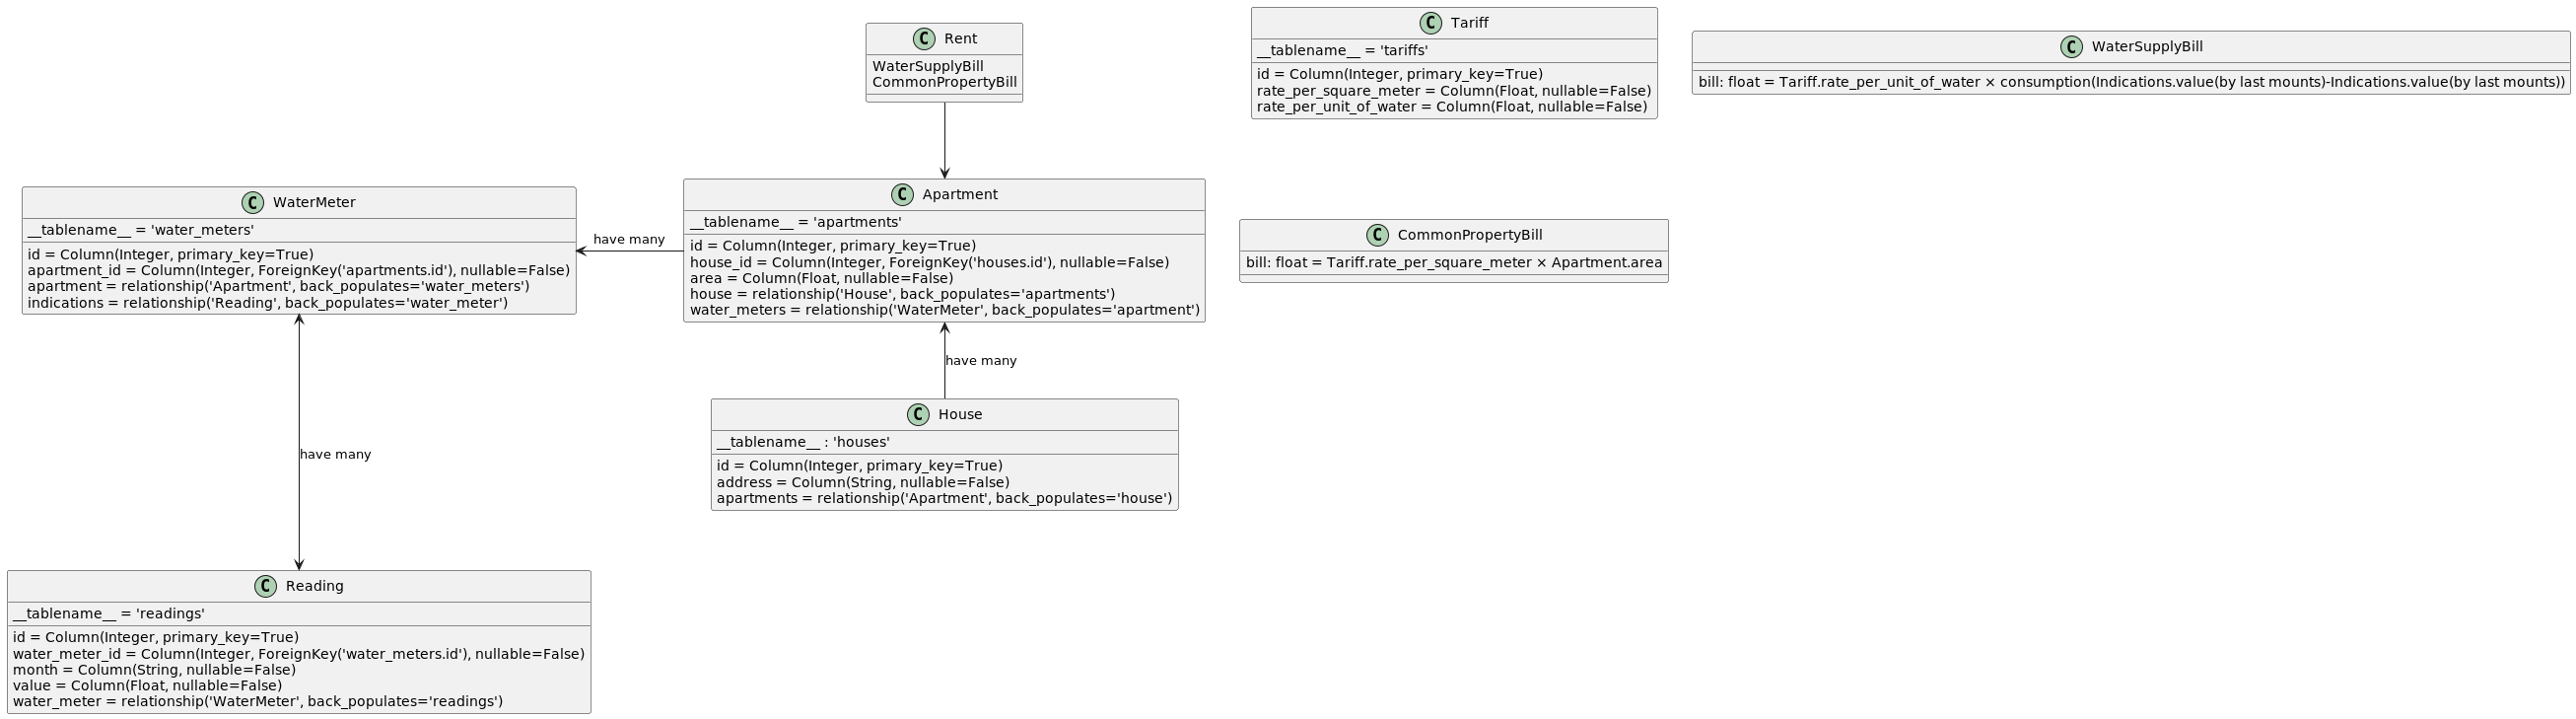 Rent
WaterSupplyBill
CommonPropertyBill
Tariff
__tablename__ = 'tariffs'
id = Column(Integer, primary_key=True)
rate_per_square_meter = Column(Float, nullable=False)
rate_per_unit_of_water = Column(Float, nullable=False)
WaterSupplyBill
bill: float = Tariff.rate_per_unit_of_water × consumption(Indications.value(by last mounts)-Indications.value(by last mounts))
WaterMeter
__tablename__ = 'water_meters'
id = Column(Integer, primary_key=True)
apartment_id = Column(Integer, ForeignKey('apartments.id'), nullable=False)
apartment = relationship('Apartment', back_populates='water_meters')
indications = relationship('Reading', back_populates='water_meter')
have many
Apartment
__tablename__ = 'apartments'
id = Column(Integer, primary_key=True)
house_id = Column(Integer, ForeignKey('houses.id'), nullable=False)
area = Column(Float, nullable=False)
house = relationship('House', back_populates='apartments')
water_meters = relationship('WaterMeter', back_populates='apartment')
CommonPropertyBill
bill: float = Tariff.rate_per_square_meter × Apartment.area
have many
House
__tablename__ : 'houses'
id = Column(Integer, primary_key=True)
address = Column(String, nullable=False)
apartments = relationship('Apartment', back_populates='house')
have many
Reading
__tablename__ = 'readings'
id = Column(Integer, primary_key=True)
water_meter_id = Column(Integer, ForeignKey('water_meters.id'), nullable=False)
month = Column(String, nullable=False)
value = Column(Float, nullable=False)
water_meter = relationship('WaterMeter', back_populates='readings')